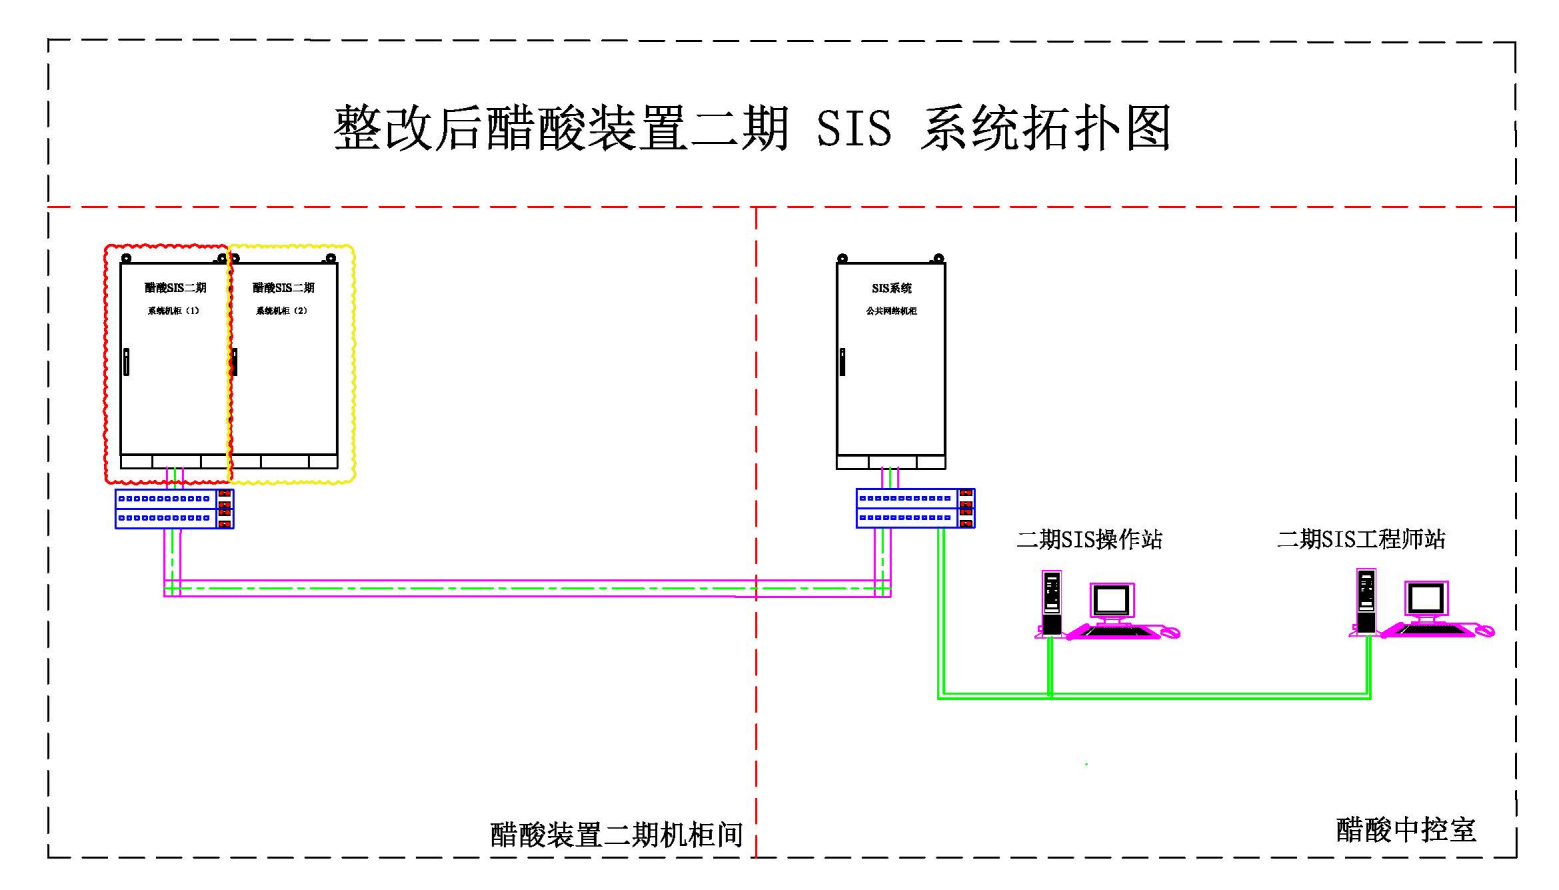 整改后醋酸装置二期 SIS 系统拓扑图
醋酸SIS二期
系统机柜（1）
醋酸SIS二期
系统机柜（2）
SIS系统
公共网络机柜
二期SIS操作站
二期SIS工程师站
醋酸装置二期机柜间
醋酸中控室